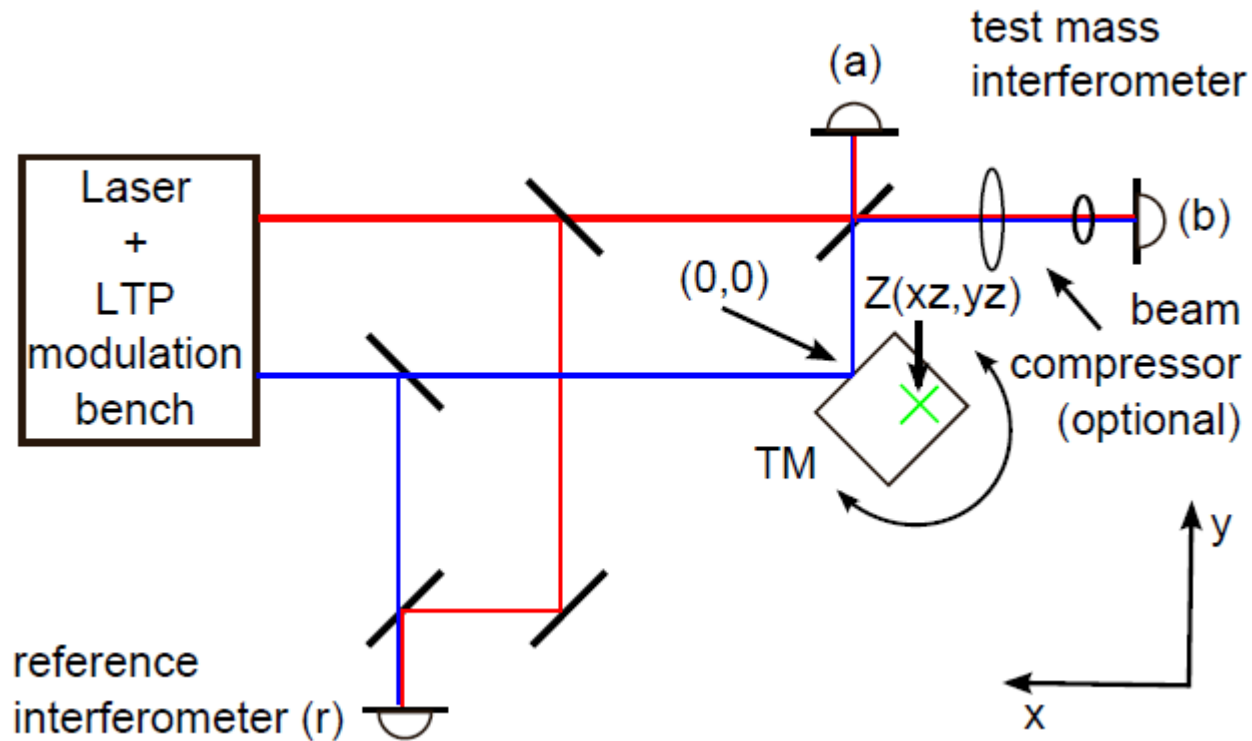 test mass
interferometer
(a)
Laser
+
LTP
modulation
bench
(b)
(0,0)
Z(xz,yz)
beam
compressor
(optional)
TM
y
x
reference
interferometer (r)